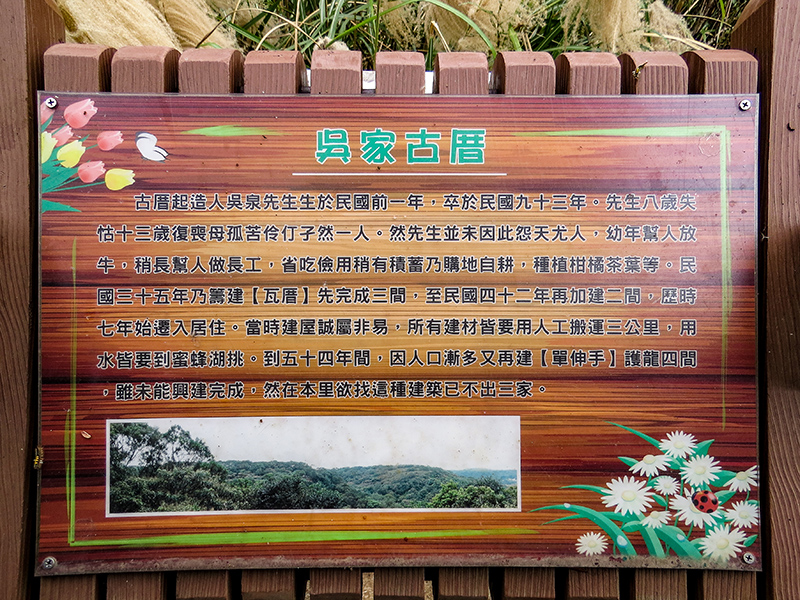 吳家古厝
古厝起造人吳泉先生生於民國前一年，卒於民國九十三年。先生八歲失
怙十三歲復喪母孤苦伶仃孑然一人。然先生並未因此怨天尤人，幼年幫人放
牛，稍長幫人做長工，省吃儉用稍有積蓄乃購地自耕，種植柑橘茶葉等。民
國三十五年乃籌建【瓦厝】先完成三間，至民國四十二年再加建二間，歷時
七年始遷入居住。當時建屋誠屬非易，所有建材皆要用人工搬運三公里，用
水皆要到蜜蜂湖挑。到五十四年間，因人口漸多又再建【單伸手】護龍四間
，雖未能興建完成，然在本里欲找這種建築已不出三家。